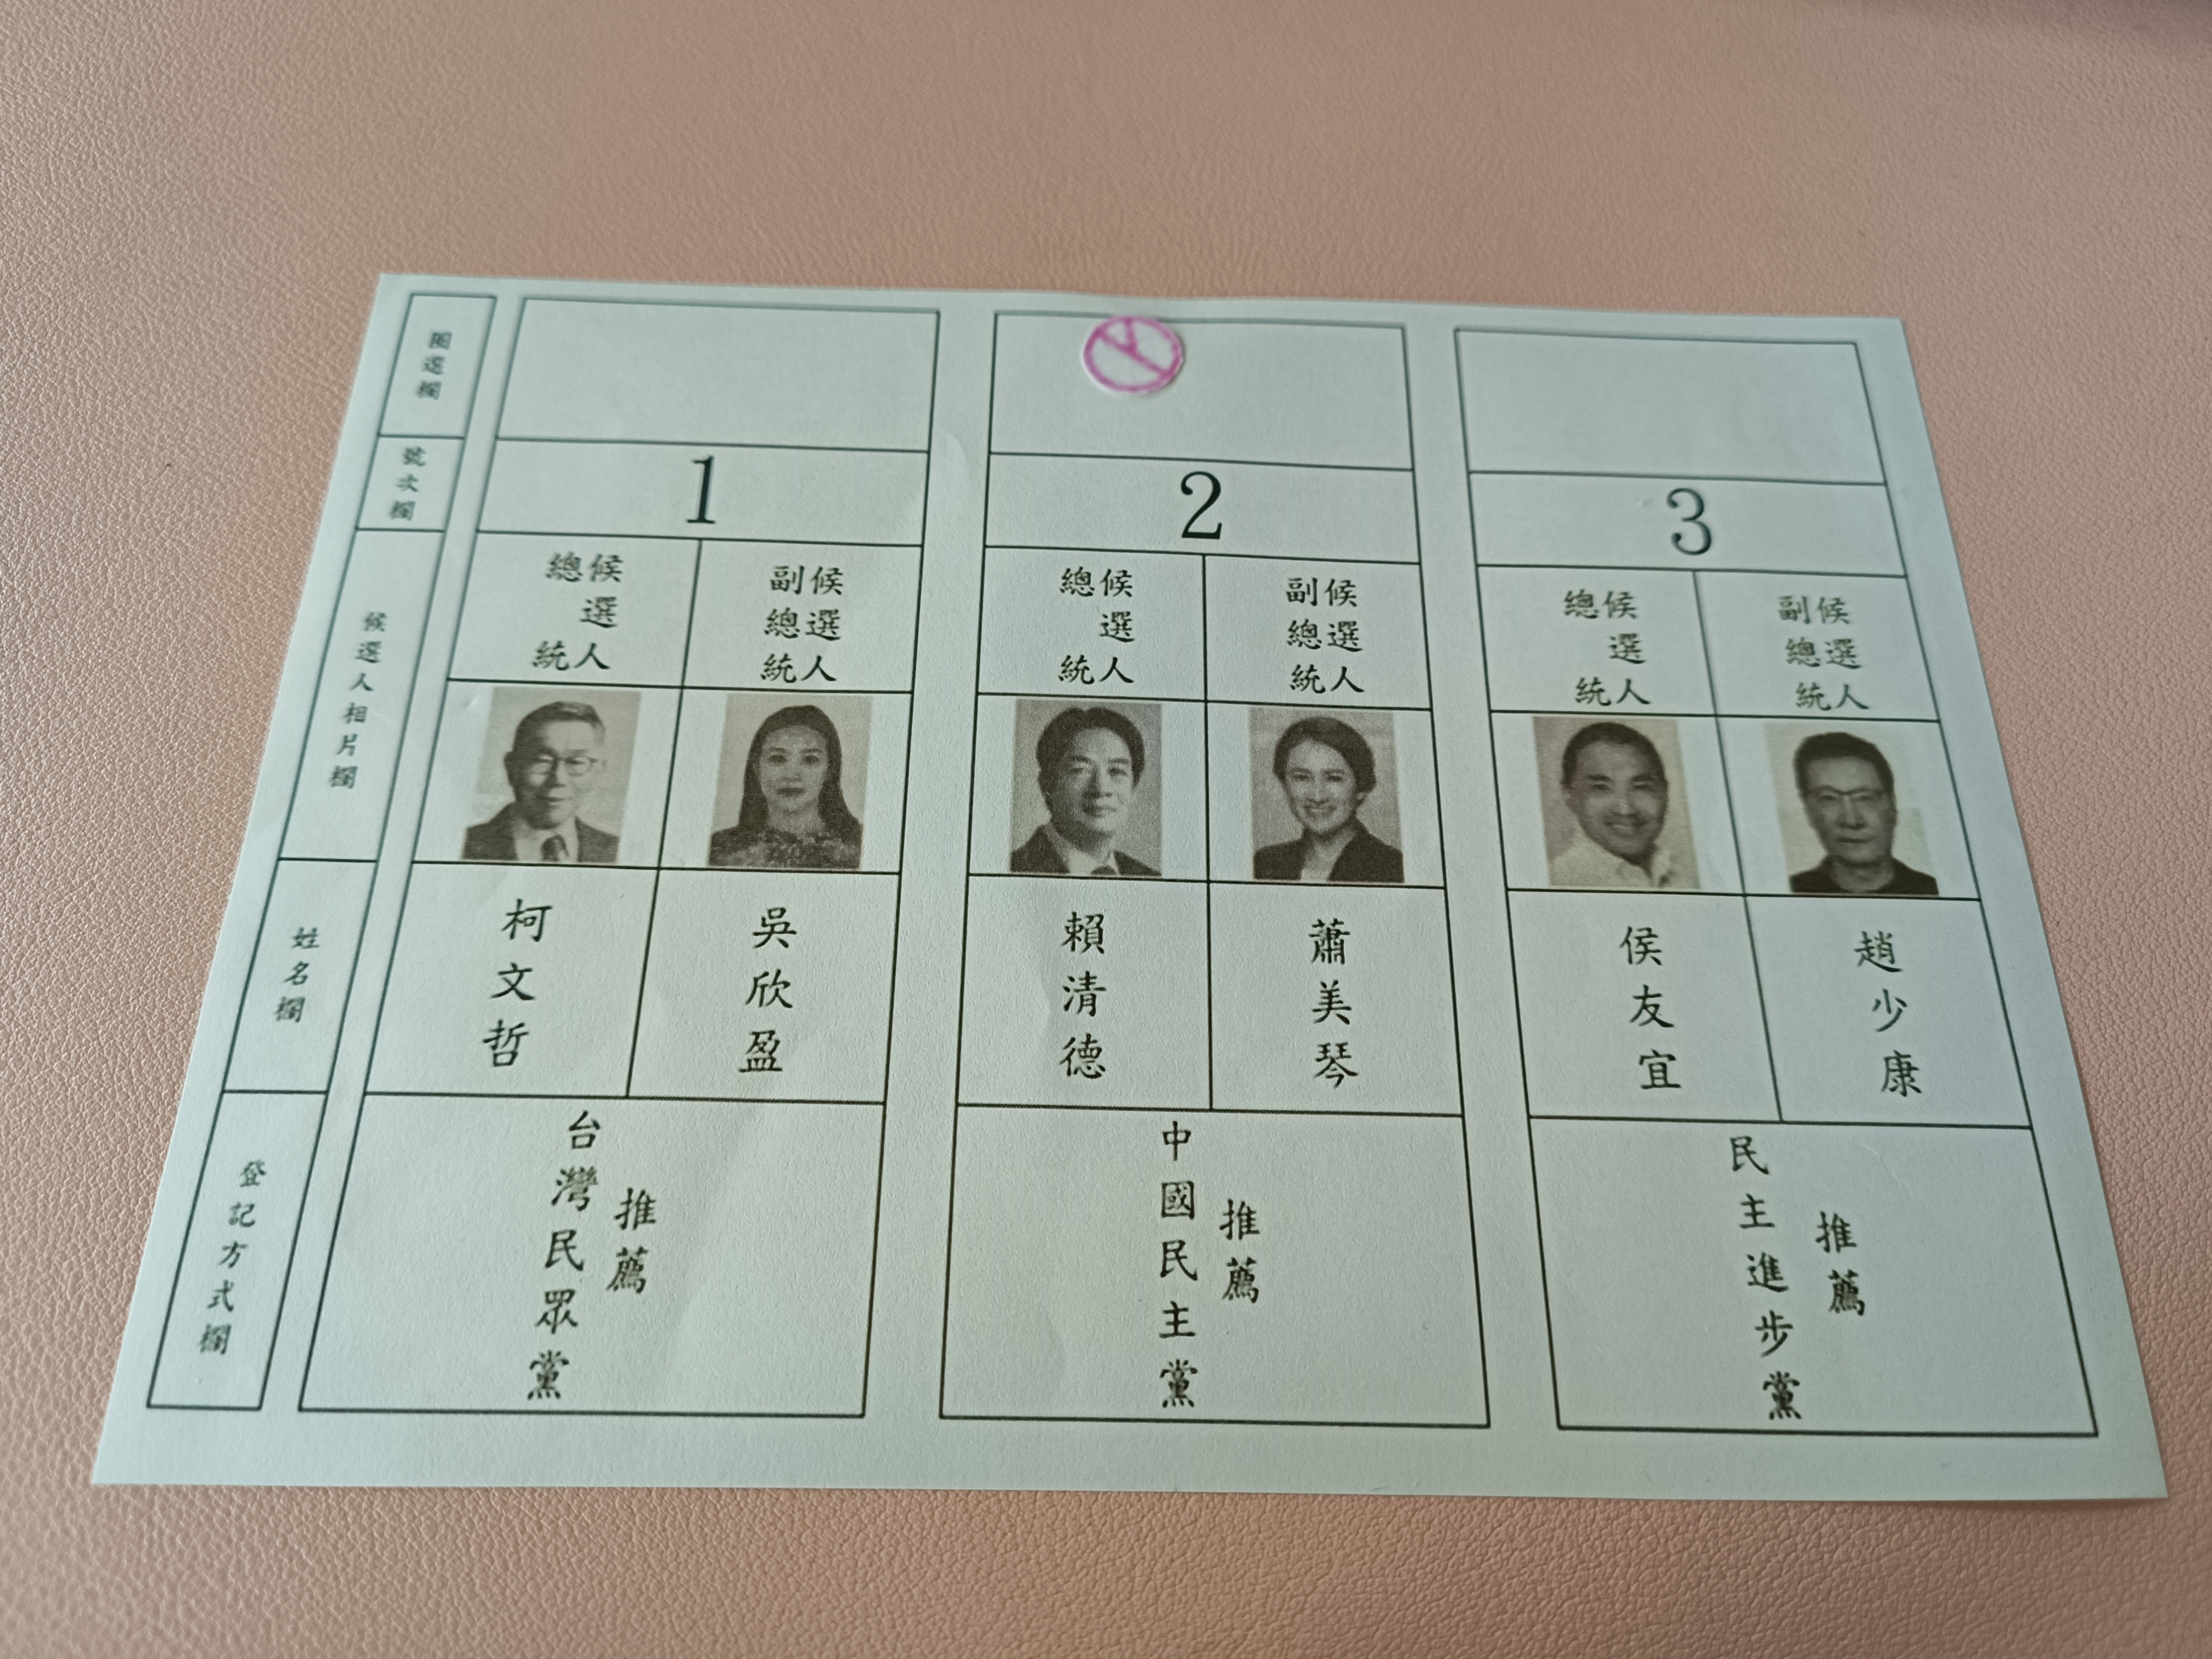 圈選欄
號次欄
候選人相片欄
姓名欄
登記方式欄
1
總統
候選人
副總統
候選人
柯文哲
吳欣盈
台灣民眾黨
推薦
2
總統
候選人
副總統
候選人
賴清德
蕭美琴
中國民主黨
推薦
3
總統
候選人
副總統
候選人
侯友宜
趙少康
民主進步黨
推薦